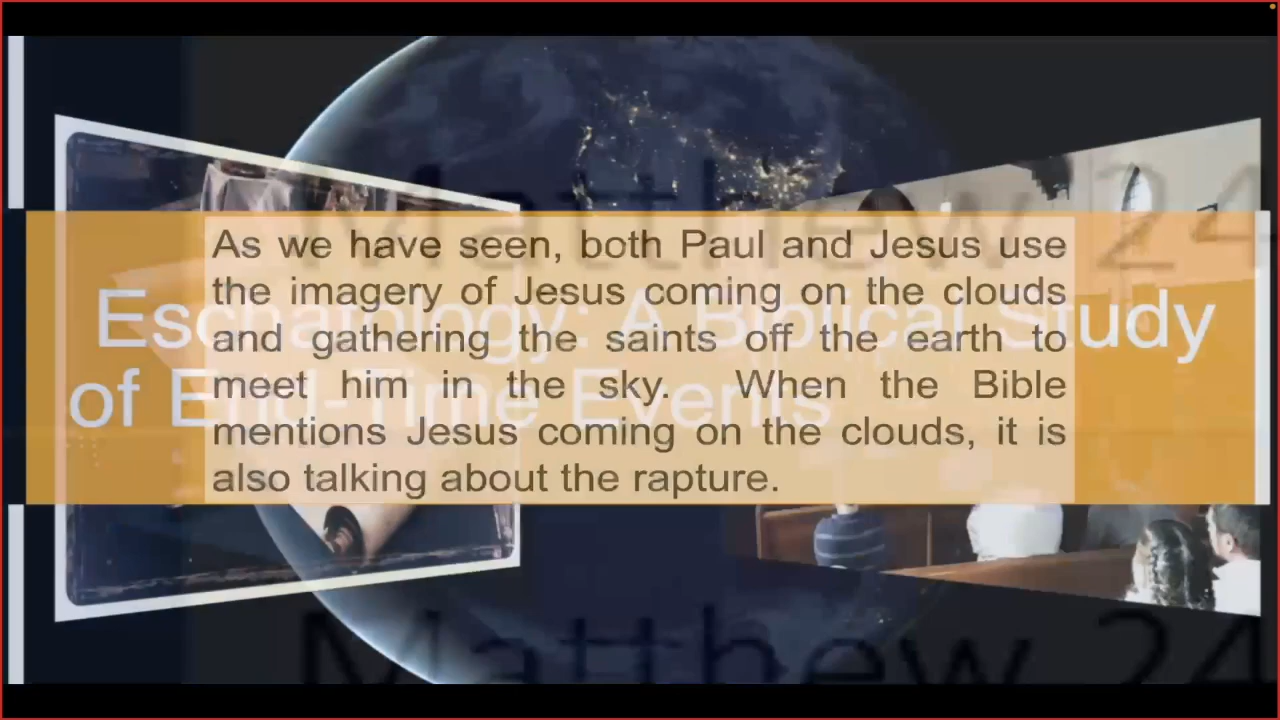 Matthew 24
As we have seen, both Paul and Jesus use
the imagery of Jesus coming on the clouds
and gathering the saints off the earth to
meet him in the sky. When the Bible
mentions Jesus coming on the clouds, it is
also talking about the rapture.
Eschatology: A Biblical Study
of End-Time Events
Matthew 24